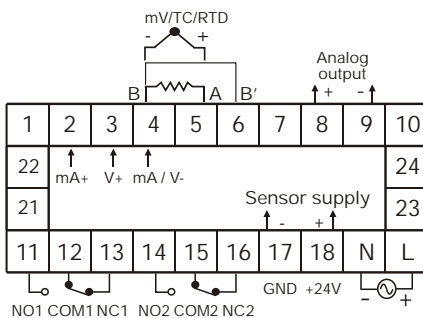 mV/TC/RTD
- +
B A B′
Analog
output
+ -
1 2 3 4 5 6 7 8 9 10
22 24
mA+ V+ mA / V-
21 23
Sensor supply
- +
11 12 13 14 15 16 17 18 N L
GND +24V - +
NO1 COM1 NC1 NO2 COM2 NC2